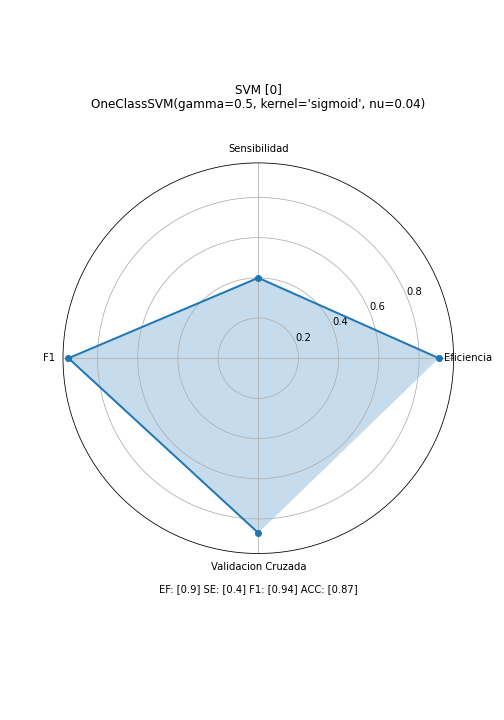 SVM [0]
OneClassSVM(gamma=0.5, kernel='sigmoid', nu=0.04)
Sensibilidad
0.8
0.6
0.4
0.2
F1
Eficiencia
Validacion Cruzada
EF: [0.9] SE: [0.4] F1: [0.94] ACC: [0.87]